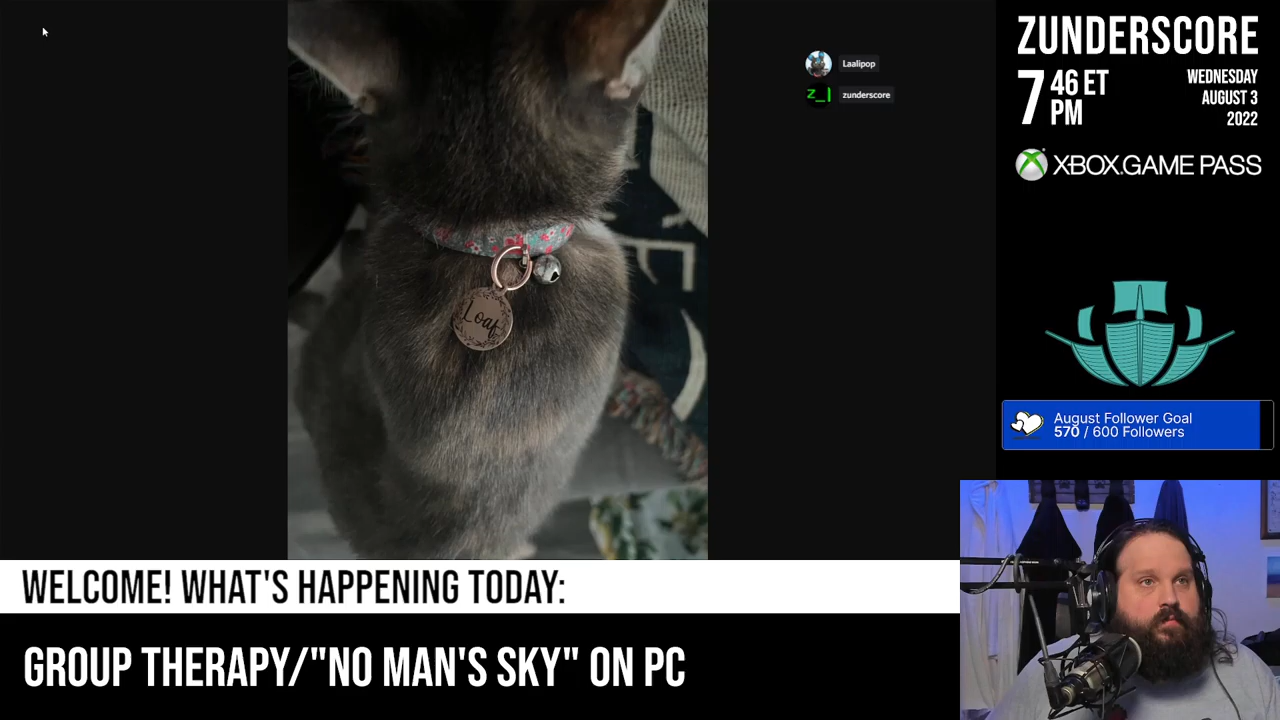 Laalipop
z_l
zunderscore
Loaf
ZUNDERSCORE
7 46 ET
PM
WEDNESDAY
AUGUST 3
2022
XBOX GAME PASS
August Follower Goal
570 / 600 Followers
WELCOME! WHAT'S HAPPENING TODAY:
GROUP THERAPY/"NO MAN'S SKY" ON PC